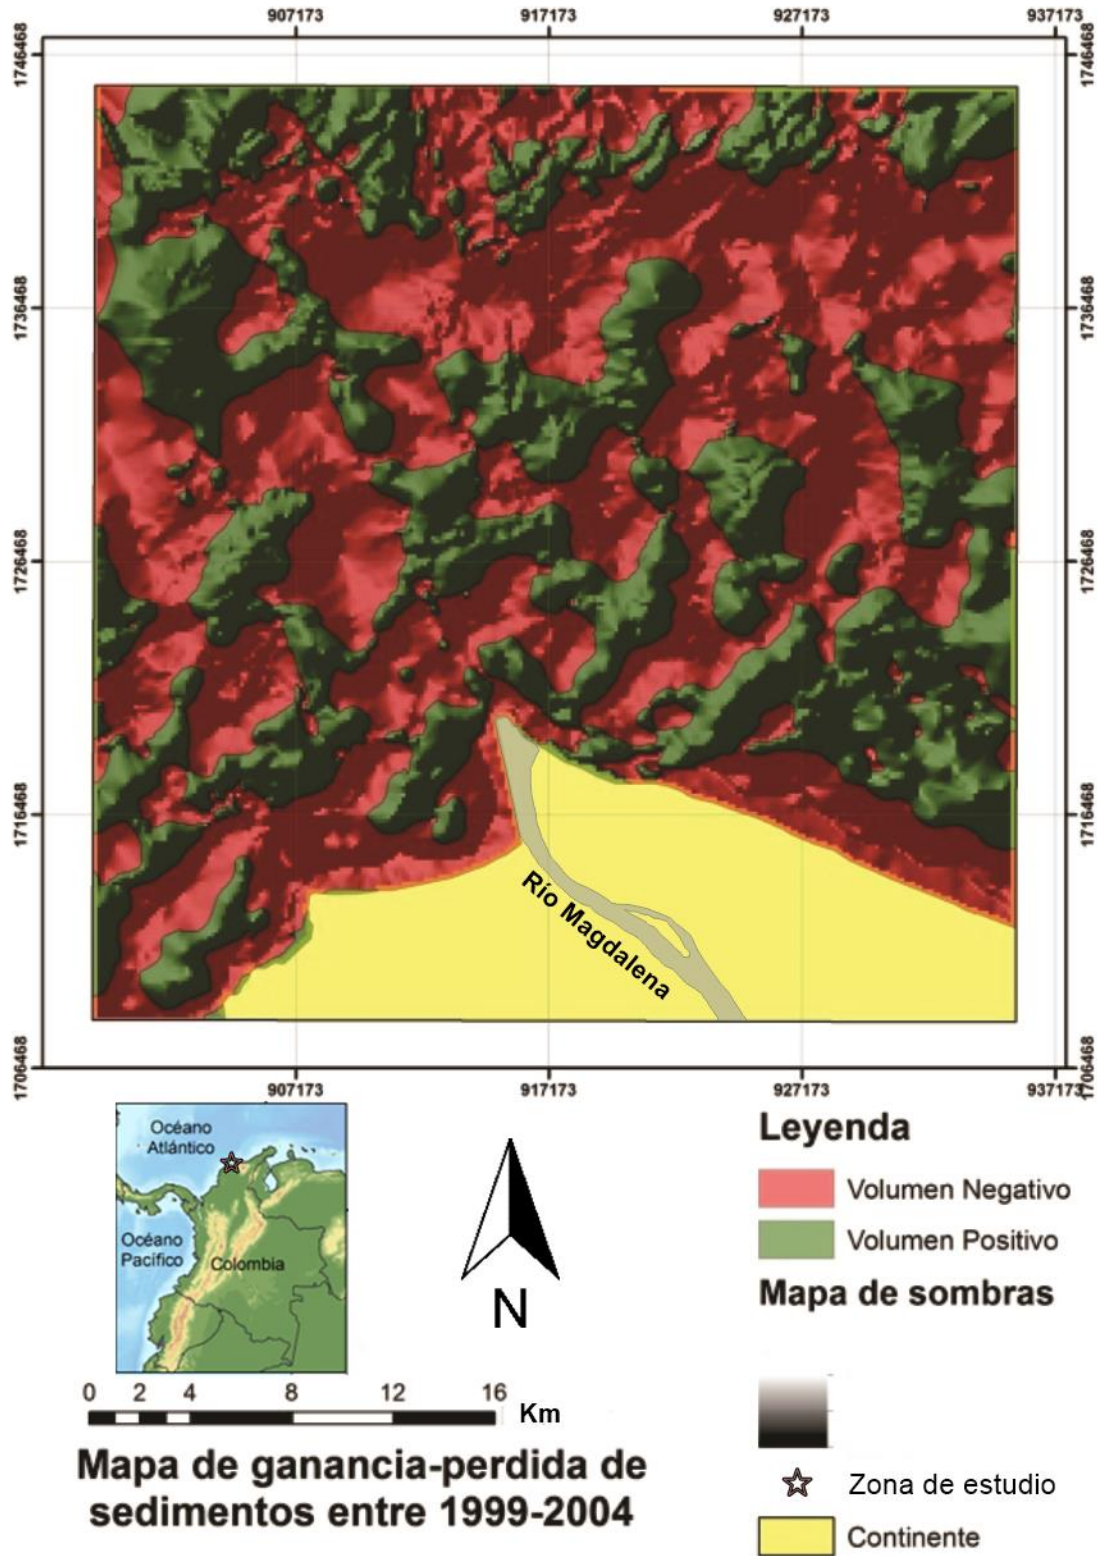 907173
917173
927173
937173
1746468
1746468
1736468
1736468
1726468
1726468
1716468
1716468
1706468
1706468
Río Magdalena
907173
917173
927173
937173
Océano
Atlántico
Océano
Pacífico
Colombia
N
0 2 4 8 12 16
Km
Mapa de ganancia-perdida de
sedimentos entre 1999-2004
Leyenda
Volumen Negativo
Volumen Positivo
Mapa de sombras
Zona de estudio
Continente